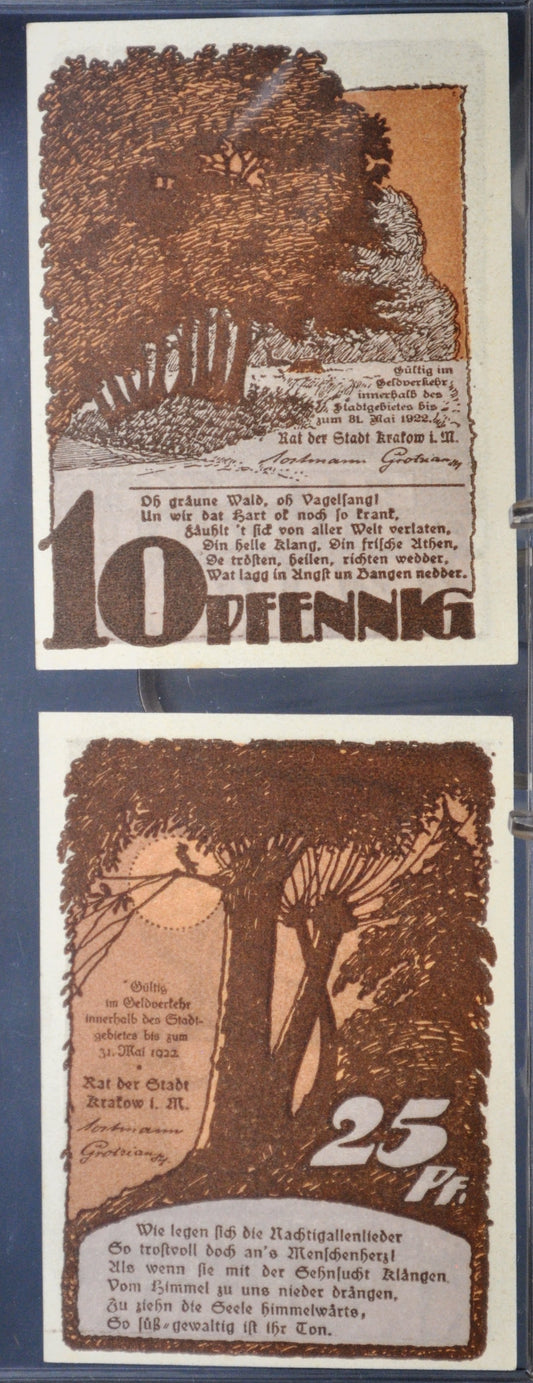 Gültig im
Geldverkehr
innerhalb des
Stadtgebietes bis
zum 31. Mai 1922.
Rat der Stadt Krakow i. M.
Oh gräune Wald, oh Vagelsang!
Un wir dat Hart ok noch so krank,
Fäuhlt 't sick von aller Welt verlaten,
Din helle Klang, Din frische Athen,
De trösten, heilen, richten wedder,
Wat lagg in Angst un Bangen nedder.
10 PFENNIG
Gültig
im Geldverkehr
innerhalb des Stadt-
gebietes bis zum
31. Mai 1922
Rat der Stadt
Krakow i. M.
25
Pf.
Wie legen sich die Nachtigallenlieder
So trostvoll doch an's Menschenherz!
Als wenn sie mit der Sehnsucht Klängen
Vom Himmel zu uns nieder drängen,
Zu ziehn die Seele himmelwärts,
So süß-gewaltig ist ihr Ton.